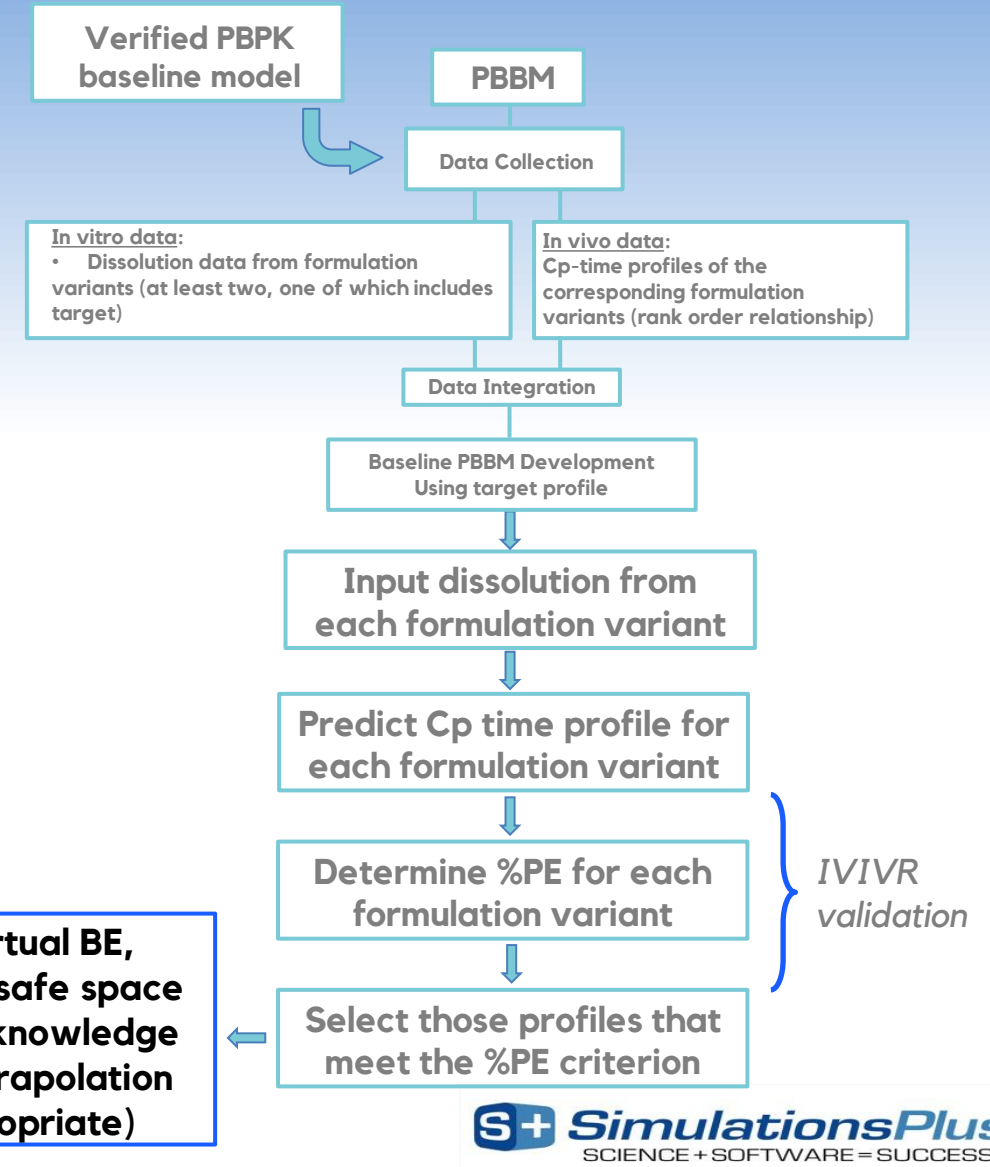 Verified PBPK
baseline model
PBBM
Data Collection
In vitro data:
• Dissolution data from formulation
variants (at least two, one of which includes
target)
In vivo data:
Cp-time profiles of the
corresponding formulation
variants (rank order relationship)
Data Integration
Baseline PBBM Development
Using target profile
Input dissolution from
each formulation variant
Predict Cp time profile for
each formulation variant
Determine %PE for each
formulation variant
IVIVR
validation
Select those profiles that
meet the %PE criterion
BE,
safe space
knowledge
S+ SimulationsPlus
SCIENCE + SOFTWARE = SUCCESS